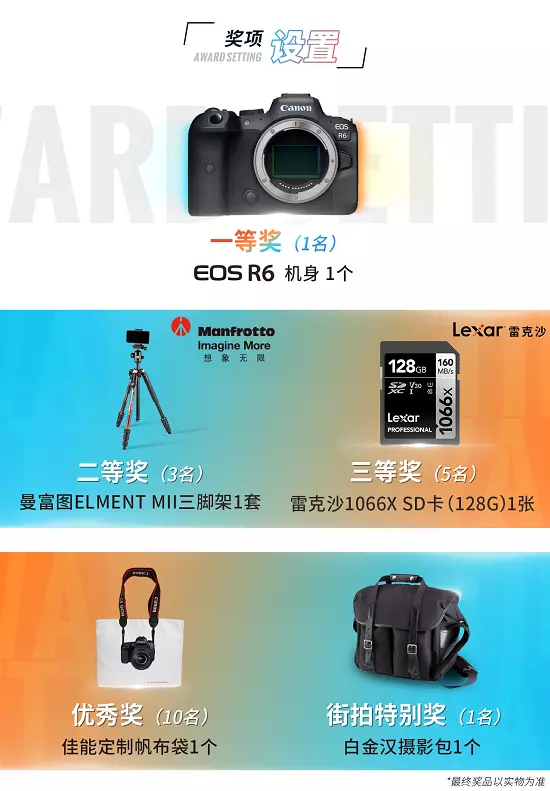 奖项 设置
AWARD SETTING
Canon
EOS
R6
一等奖（1名）
EOS R6 机身 1个
Manfrotto
Imagine More
想象无限
Lexar 雷克沙
128GB
160
MB/s
SD XC I V30 U3
Lexar
PROFESSIONAL
1066x
二等奖（3名）
曼富图ELMENT MII三脚架1套
三等奖（5名）
雷克沙1066X SD卡（128G）1张
优秀奖（10名）
佳能定制帆布袋1个
街拍特别奖（1名）
白金汉摄影包1个
*最终奖品以实物为准